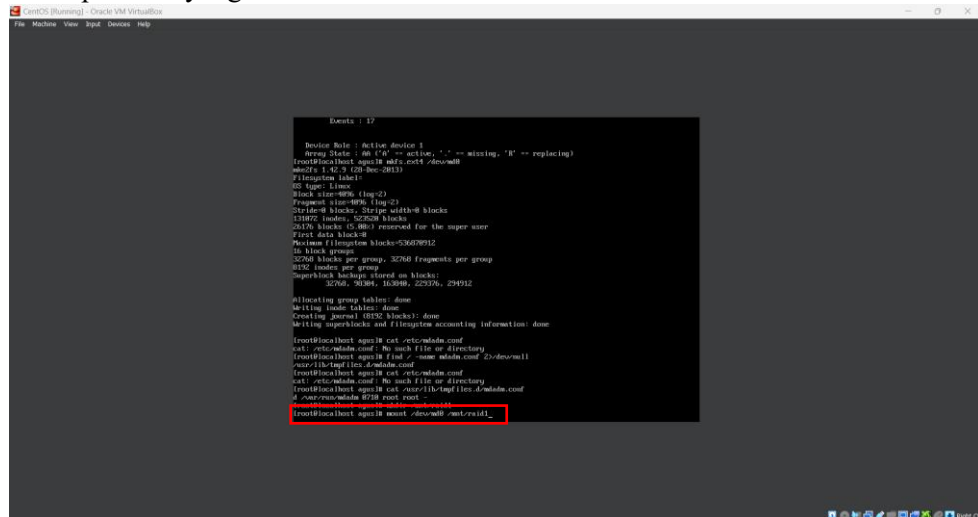 CentOS [Running] - Oracle VM VirtualBox
File Machine View Input Devices Help
Events : 17
Device Role : Active device 1
Array State : AA ('A' == active, '.' == missing, 'R' == replacing)
[root@localhost agus]# mkfs.ext4 /dev/md0
mke2fs 1.42.9 (28-Dec-2013)
Filesystem label=
OS type: Linux
Block size=4096 (log=2)
Fragment size=4096 (log=2)
Stride=0 blocks, Stripe width=0 blocks
131072 inodes, 523520 blocks
26176 blocks (5.00%) reserved for the super user
First data block=0
Maximum filesystem blocks=536870912
16 block groups
32768 blocks per group, 32768 fragments per group
8192 inodes per group
Superblock backups stored on blocks:
32768, 98304, 163840, 229376, 294912
Allocating group tables: done
Writing inode tables: done
Creating journal (8192 blocks): done
Writing superblocks and filesystem accounting information: done
[root@localhost agus]# cat /etc/mdadm.conf
cat: /etc/mdadm.conf: No such file or directory
[root@localhost agus]# find / -name mdadm.conf 2>/dev/null
/usr/lib/tmpfiles.d/mdadm.conf
[root@localhost agus]# cat /etc/mdadm.conf
cat: /etc/mdadm.conf: No such file or directory
[root@localhost agus]# cat /usr/lib/tmpfiles.d/mdadm.conf
d /var/run/mdadm 0710 root root -
[root@localhost agus]# mount /dev/md0 /mnt/raid1_